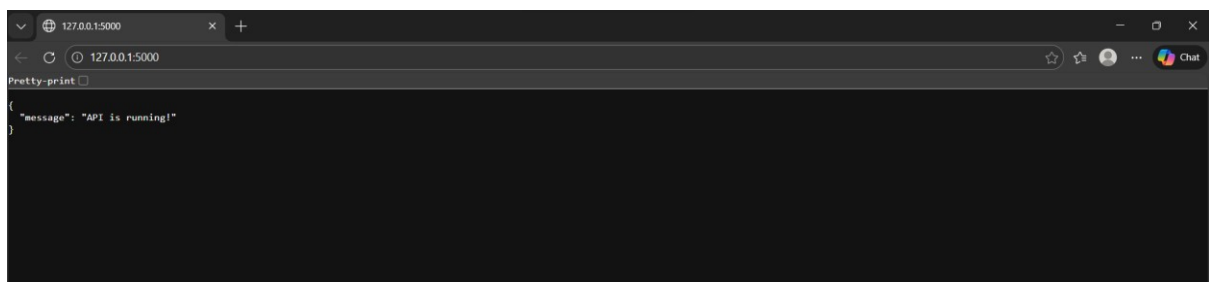 127.0.0.1:5000
127.0.0.1:5000
Chat
Pretty-print
{
"message": "API is running!"
}